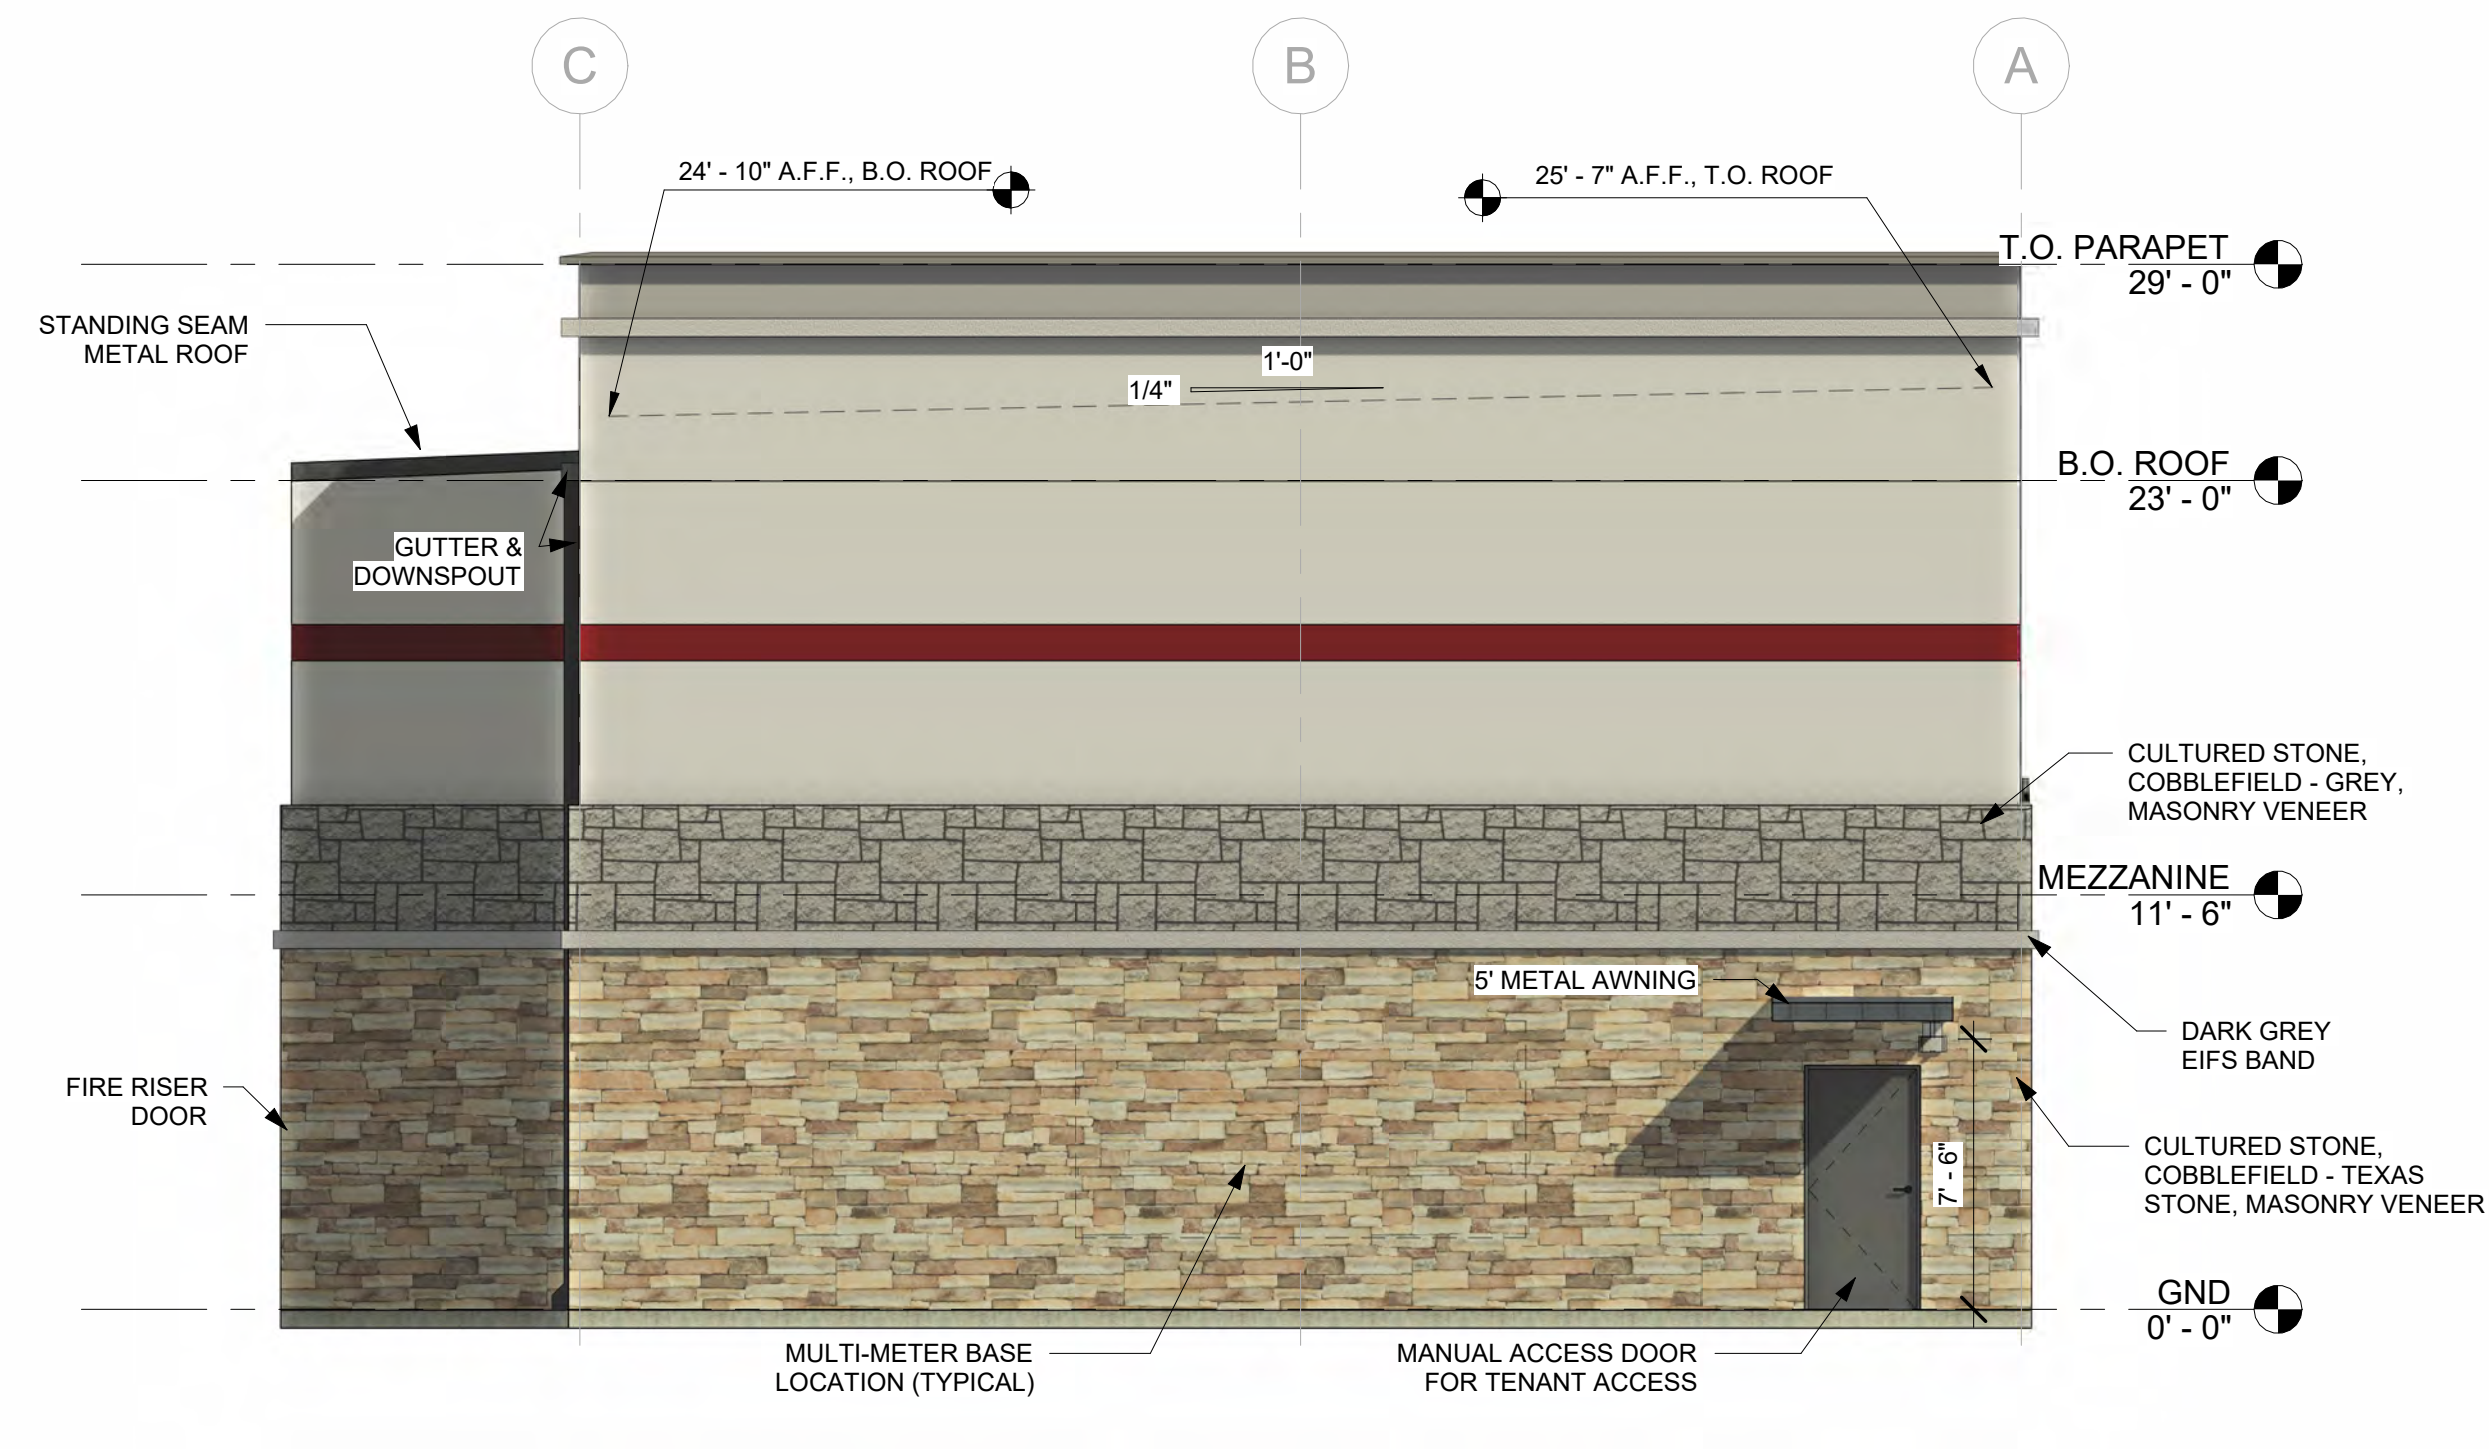 C
B
A
24' - 10" A.F.F., B.O. ROOF
25' - 7" A.F.F., T.O. ROOF
T.O. PARAPET
29' - 0"
STANDING SEAM
METAL ROOF
1'-0"
1/4"
B.O. ROOF
23' - 0"
GUTTER &
DOWNSPOUT
CULTURED STONE,
COBBLEFIELD - GREY,
MASONRY VENEER
MEZZANINE
11' - 6"
5' METAL AWNING
DARK GREY
EIFS BAND
FIRE RISER
DOOR
7' - 6"
CULTURED STONE,
COBBLEFIELD - TEXAS
STONE, MASONRY VENEER
GND
0' - 0"
MULTI-METER BASE
LOCATION (TYPICAL)
MANUAL ACCESS DOOR
FOR TENANT ACCESS